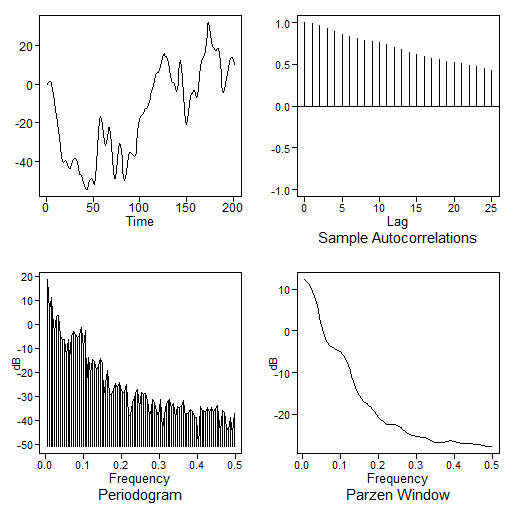 20
0
-20
-40
0 50 100 150 200
Time
1.0
0.5
0.0
-0.5
-1.0
0 5 10 15 20 25
Lag
Sample Autocorrelations
20
10
0
-10
-20
-30
-40
-50
dB
0.0 0.1 0.2 0.3 0.4 0.5
Frequency
Periodogram
10
0
-10
-20
dB
0.0 0.1 0.2 0.3 0.4 0.5
Frequency
Parzen Window